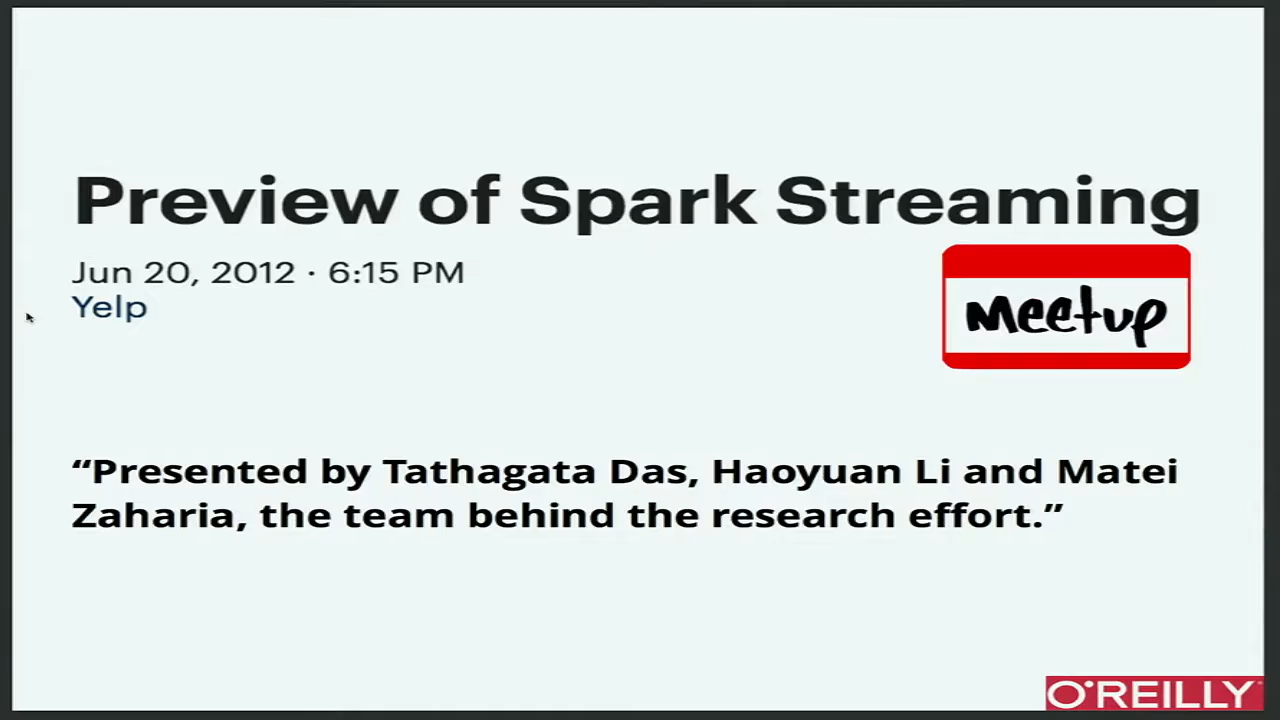 Preview of Spark Streaming
Jun 20, 2012 · 6:15 PM
Yelp
Meetup
“Presented by Tathagata Das, Haoyuan Li and Matei
Zaharia, the team behind the research effort.”
O'REILLY